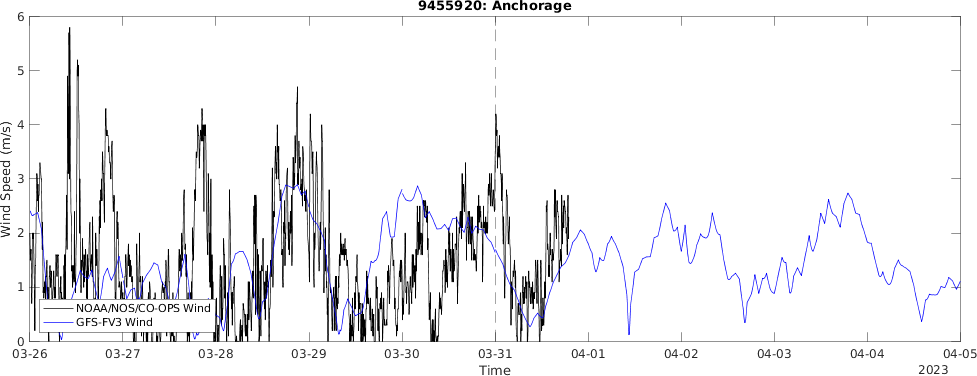 9455920: Anchorage
6
5
4
3
2
1
0
Wind Speed (m/s)
NOAA/NOS/CO-OPS Wind
GFS-FV3 Wind
03-26 03-27 03-28 03-29 03-30 03-31 04-01 04-02 04-03 04-04 04-05
Time
2023